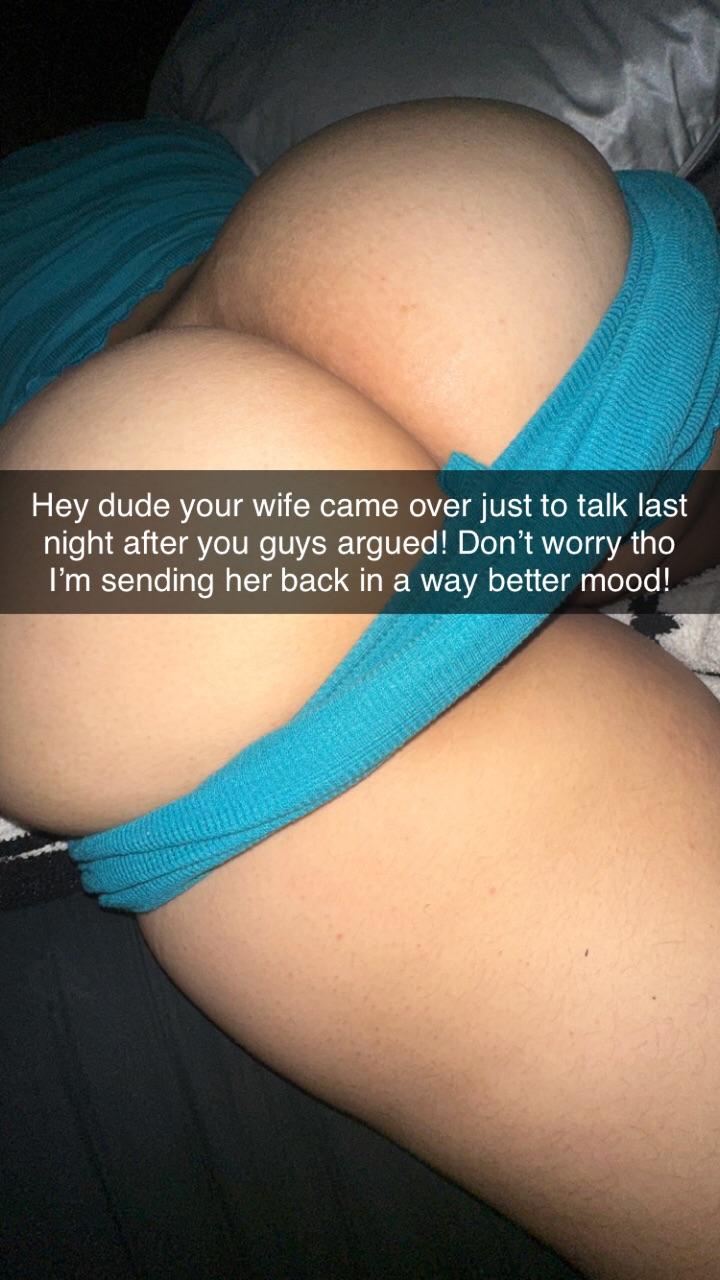 Hey dude your wife came over just to talk last
night after you guys argued! Don’t worry tho
I’m sending her back in a way better mood!